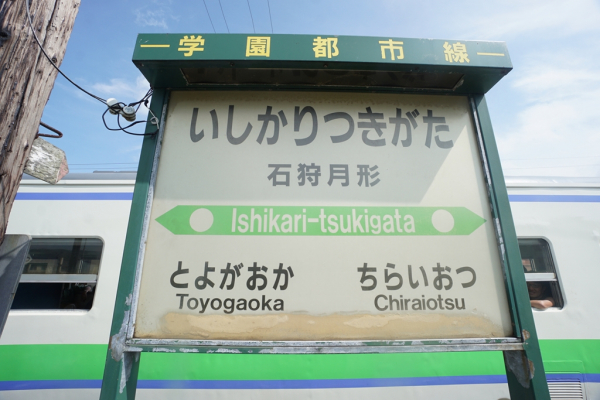 学園都市線
いしかりつきがた
石狩月形
Ishikari-tsukigata
とよがおか ちらいおつ
Toyogaoka Chiraiotsu